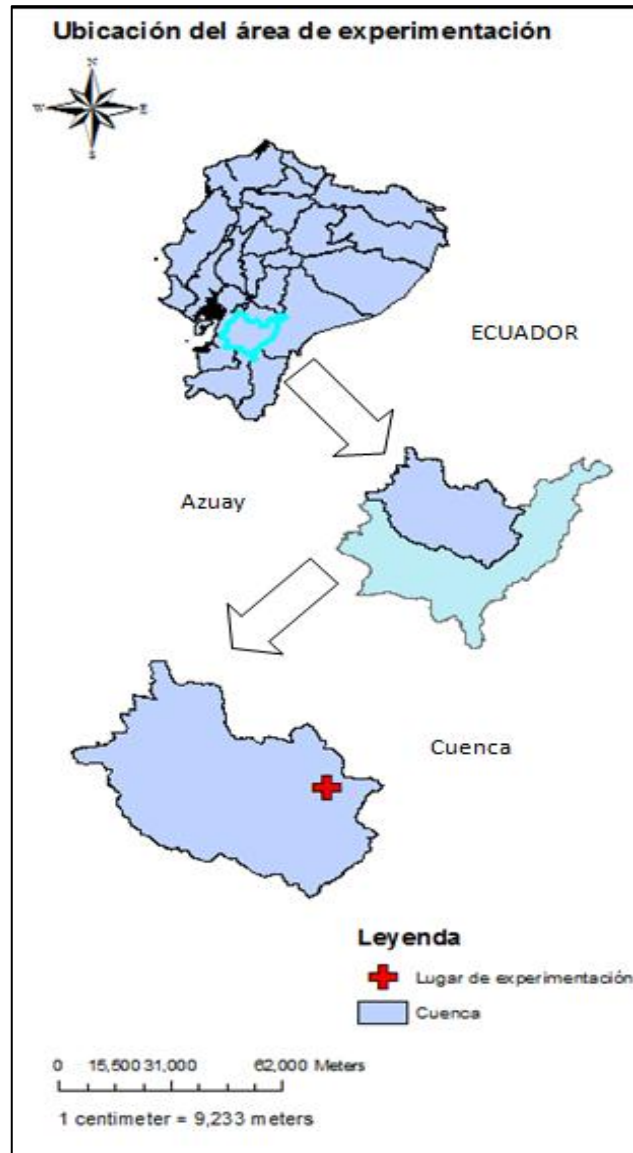 Ubicación del área de experimentación
N
W E
S
ECUADOR
Azuay
Cuenca
Leyenda
Lugar de experimentación
Cuenca
0 15,500 31,000 62,000 Meters
1 centimeter = 9,233 meters